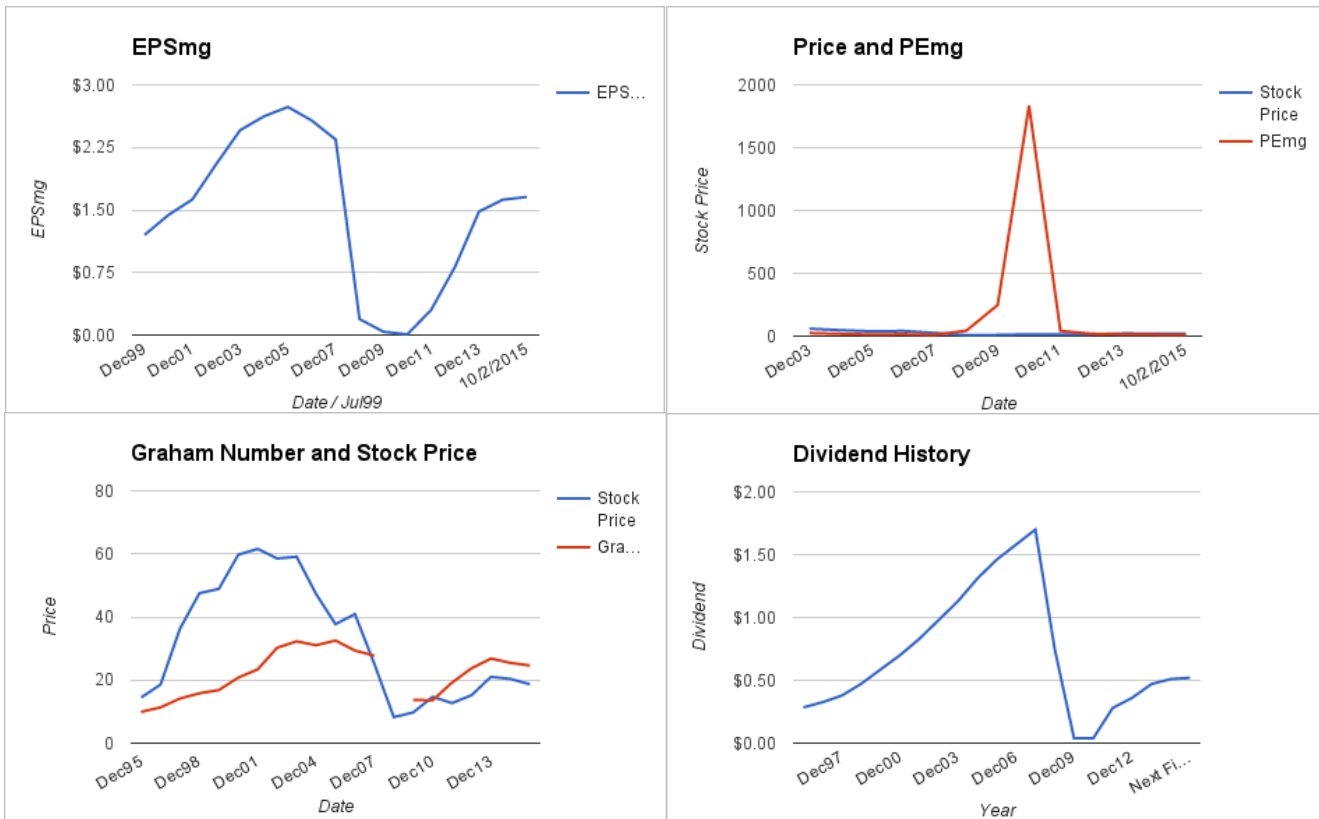 EPSmg
$3.00
$2.25
$1.50
$0.75
$0.00
EPSmg
Dec99
Dec01
Dec03
Dec05
Dec07
Dec09
Dec11
Dec13
10/2/2015
Date / Jul99
EPS…
Price and PEmg
2000
1500
1000
500
0
Stock Price
Dec03
Dec05
Dec07
Dec09
Dec11
Dec13
10/2/2015
Date
Stock
Price
PEmg
Graham Number and Stock Price
80
60
40
20
0
Price
Dec95
Dec98
Dec01
Dec04
Dec07
Dec10
Dec13
Date
Stock
Price
Gra…
Dividend History
$2.00
$1.50
$1.00
$0.50
$0.00
Dividend
Dec97
Dec00
Dec03
Dec06
Dec09
Dec12
Next Fi…
Year